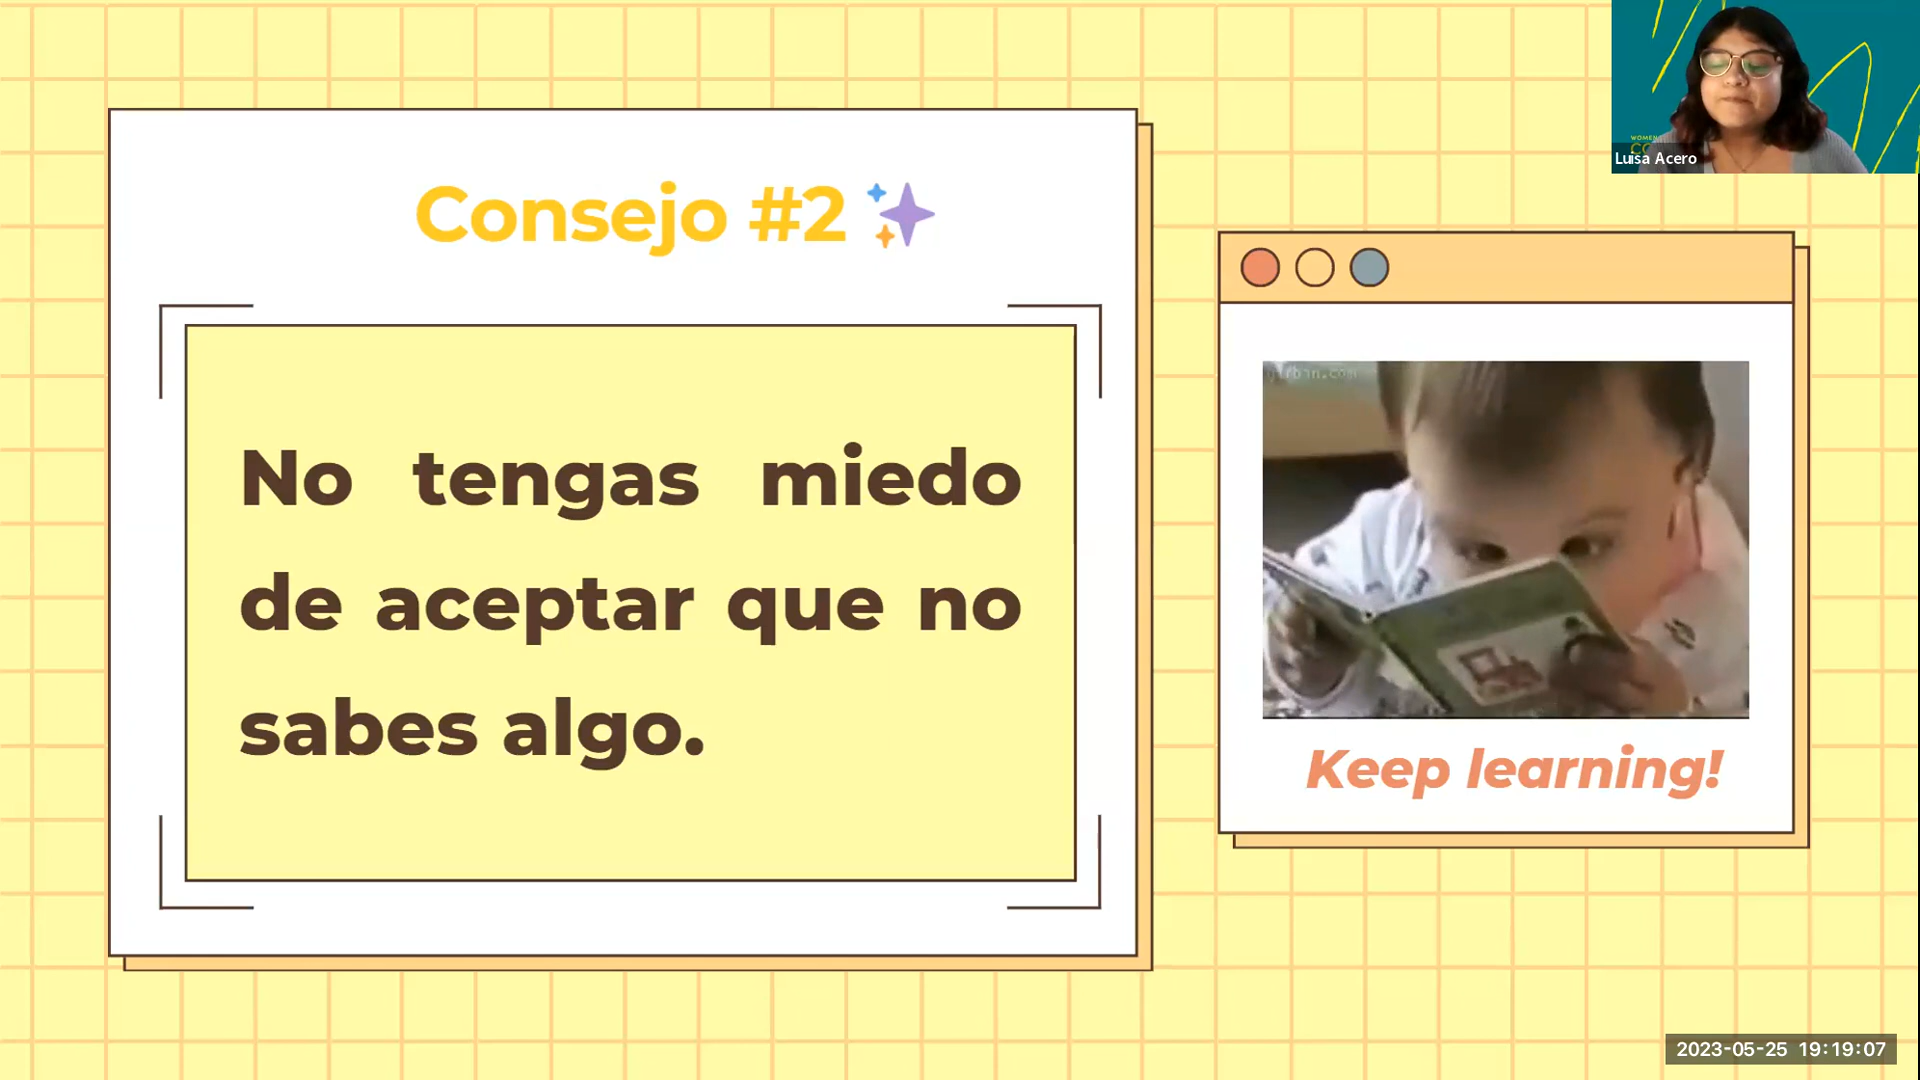 Consejo #2
No tengas miedo
de aceptar que no
sabes algo.
Keep learning!
WOMEN
Luisa Acero
2023-05-25 19:19:07